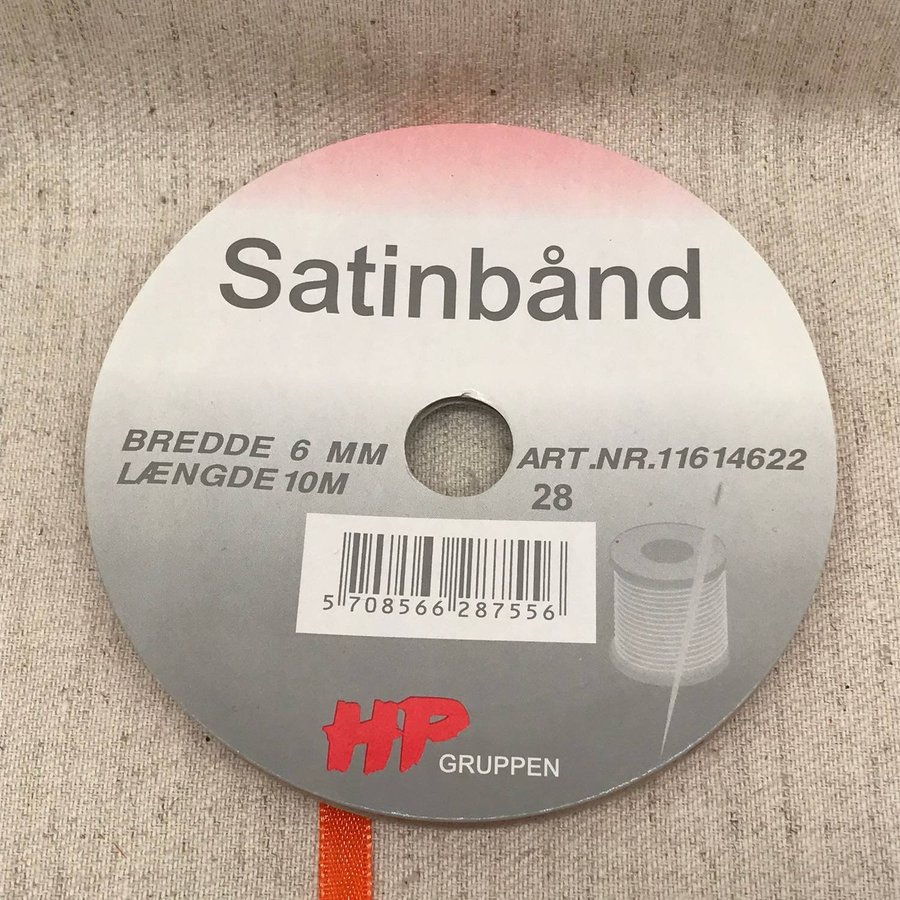 Satinbånd
BREDDE 6 MM
LÆNGDE 10M
ART.NR.11614622
28
5 708566 287556
HP GRUPPEN